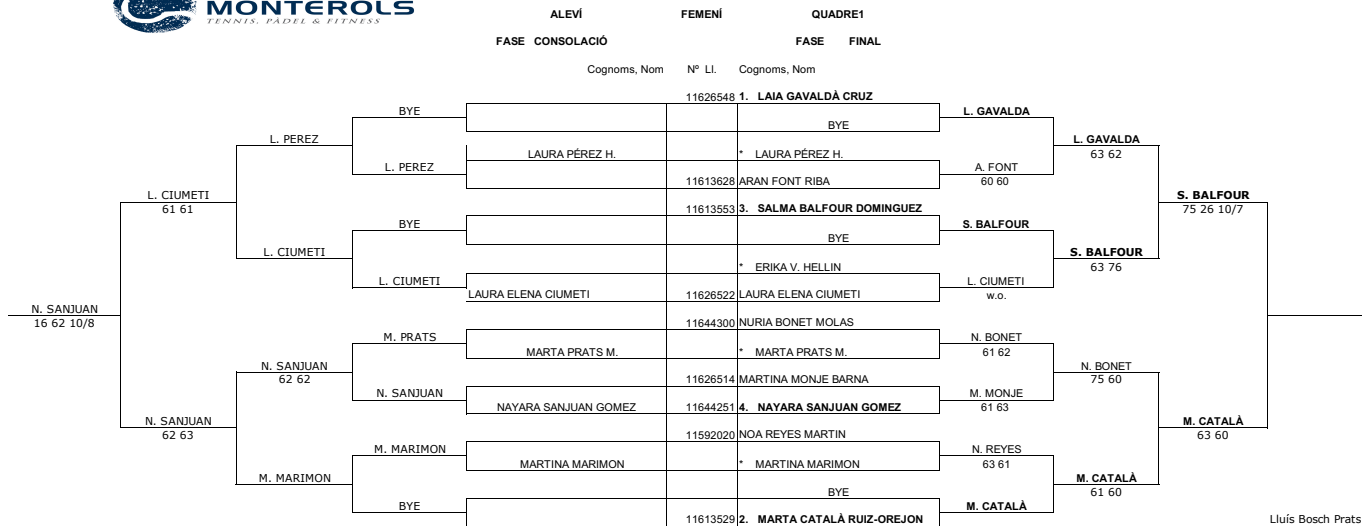 MONTEROLS
TENNIS, PÀDEL & FITNESS
ALEVÍ FEMENÍ QUADRE1
FASE CONSOLACIÓ FASE FINAL
Cognoms, Nom Nº Ll. Cognoms, Nom
11626548 1. LAIA GAVALDÀ CRUZ
BYE L. GAVALDA
BYE
L. PEREZ L. GAVALDA
63 62
LAURA PÉREZ H. * LAURA PÉREZ H.
L. PEREZ A. FONT
60 60
11613628 ARAN FONT RIBA
L. CIUMETI S. BALFOUR
61 61 75 26 10/7
11613553 3. SALMA BALFOUR DOMINGUEZ
BYE S. BALFOUR
BYE
L. CIUMETI S. BALFOUR
63 76
* ERIKA V. HELLIN
L. CIUMETI L. CIUMETI
w.o.
LAURA ELENA CIUMETI 11626522 LAURA ELENA CIUMETI
N. SANJUAN
16 62 10/8
11644300 NURIA BONET MOLAS
M. PRATS N. BONET
61 62
MARTA PRATS M. * MARTA PRATS M.
N. SANJUAN N. BONET
62 62 75 60
11626514 MARTINA MONJE BARNA
N. SANJUAN M. MONJE
61 63
NAYARA SANJUAN GOMEZ 11644251 4. NAYARA SANJUAN GOMEZ
N. SANJUAN M. CATALÀ
62 63 63 60
11592020 NOA REYES MARTIN
M. MARIMON N. REYES
63 61
MARTINA MARIMON * MARTINA MARIMON
M. MARIMON M. CATALÀ
61 60
BYE
BYE M. CATALÀ
11613529 2. MARTA CATALÀ RUIZ-OREJON
Lluís Bosch Prats